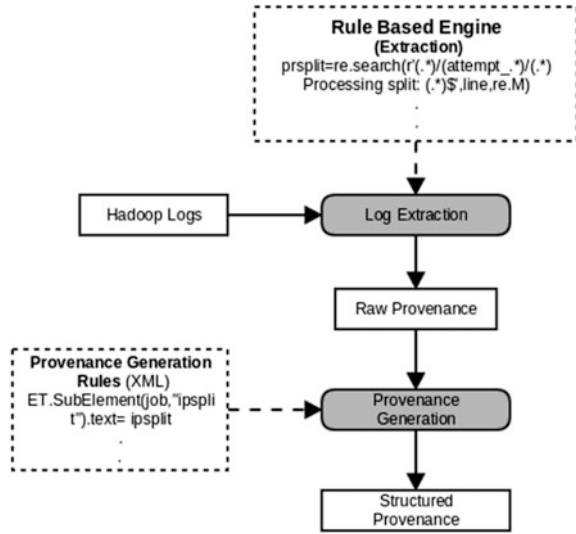 Rule Based Engine
(Extraction)
prsplit=re.search(r'(.*)/(attempt_.*)/(.*)
Processing split: (.*)$',line,re.M)
.
.
Hadoop Logs
Log Extraction
Raw Provenance
Provenance Generation
Rules (XML)
ET.SubElement(job,"ipspli
t").text= ipsplit
.
.
Provenance
Generation
Structured
Provenance